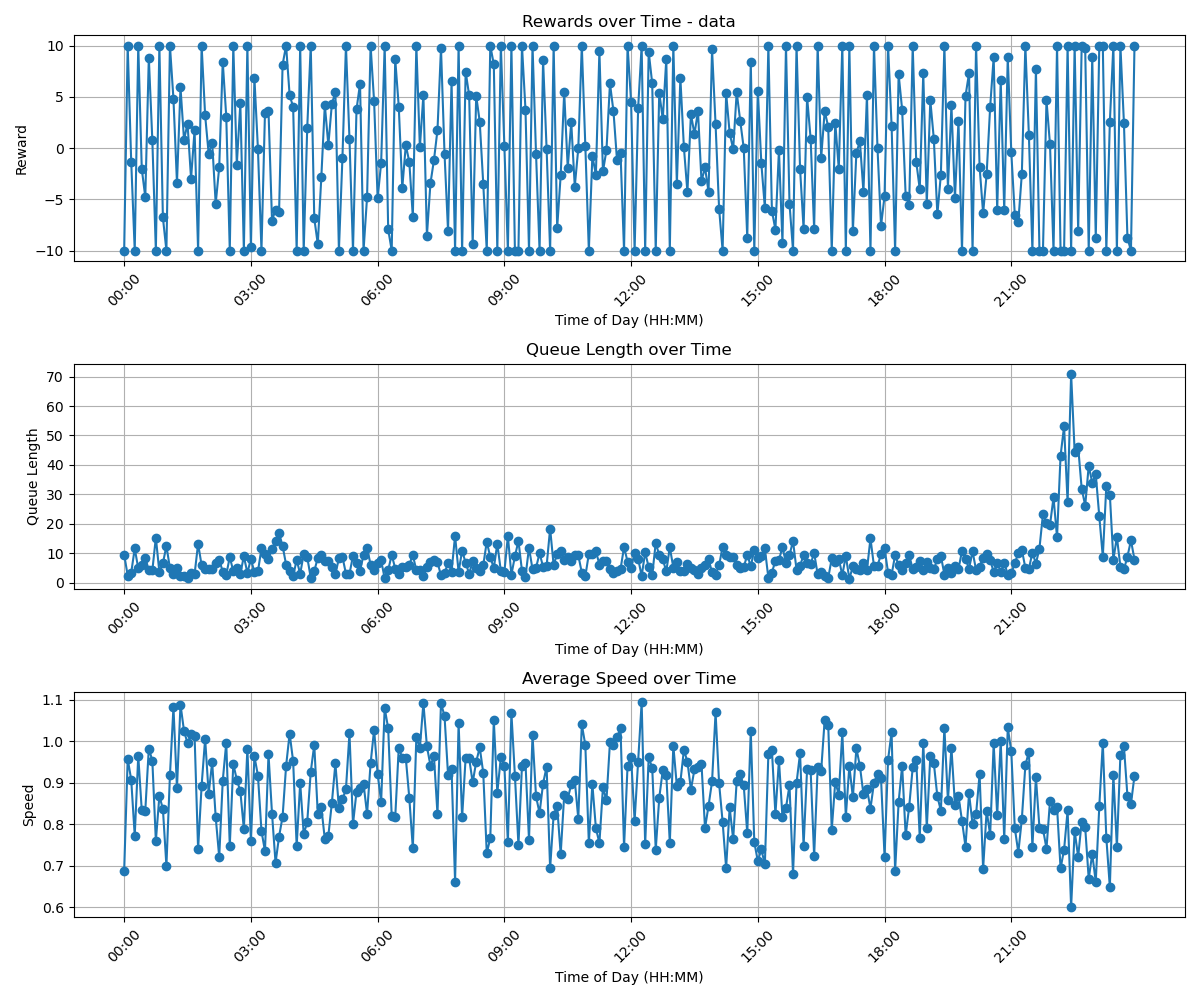 Rewards over Time - data
10
5
0
−5
−10
Reward
00:00 03:00 06:00 09:00 12:00 15:00 18:00 21:00
Time of Day (HH:MM)
Queue Length over Time
70
60
50
40
30
20
10
0
Queue Length
00:00 03:00 06:00 09:00 12:00 15:00 18:00 21:00
Time of Day (HH:MM)
Average Speed over Time
1.1
1.0
0.9
0.8
0.7
0.6
Speed
00:00 03:00 06:00 09:00 12:00 15:00 18:00 21:00
Time of Day (HH:MM)